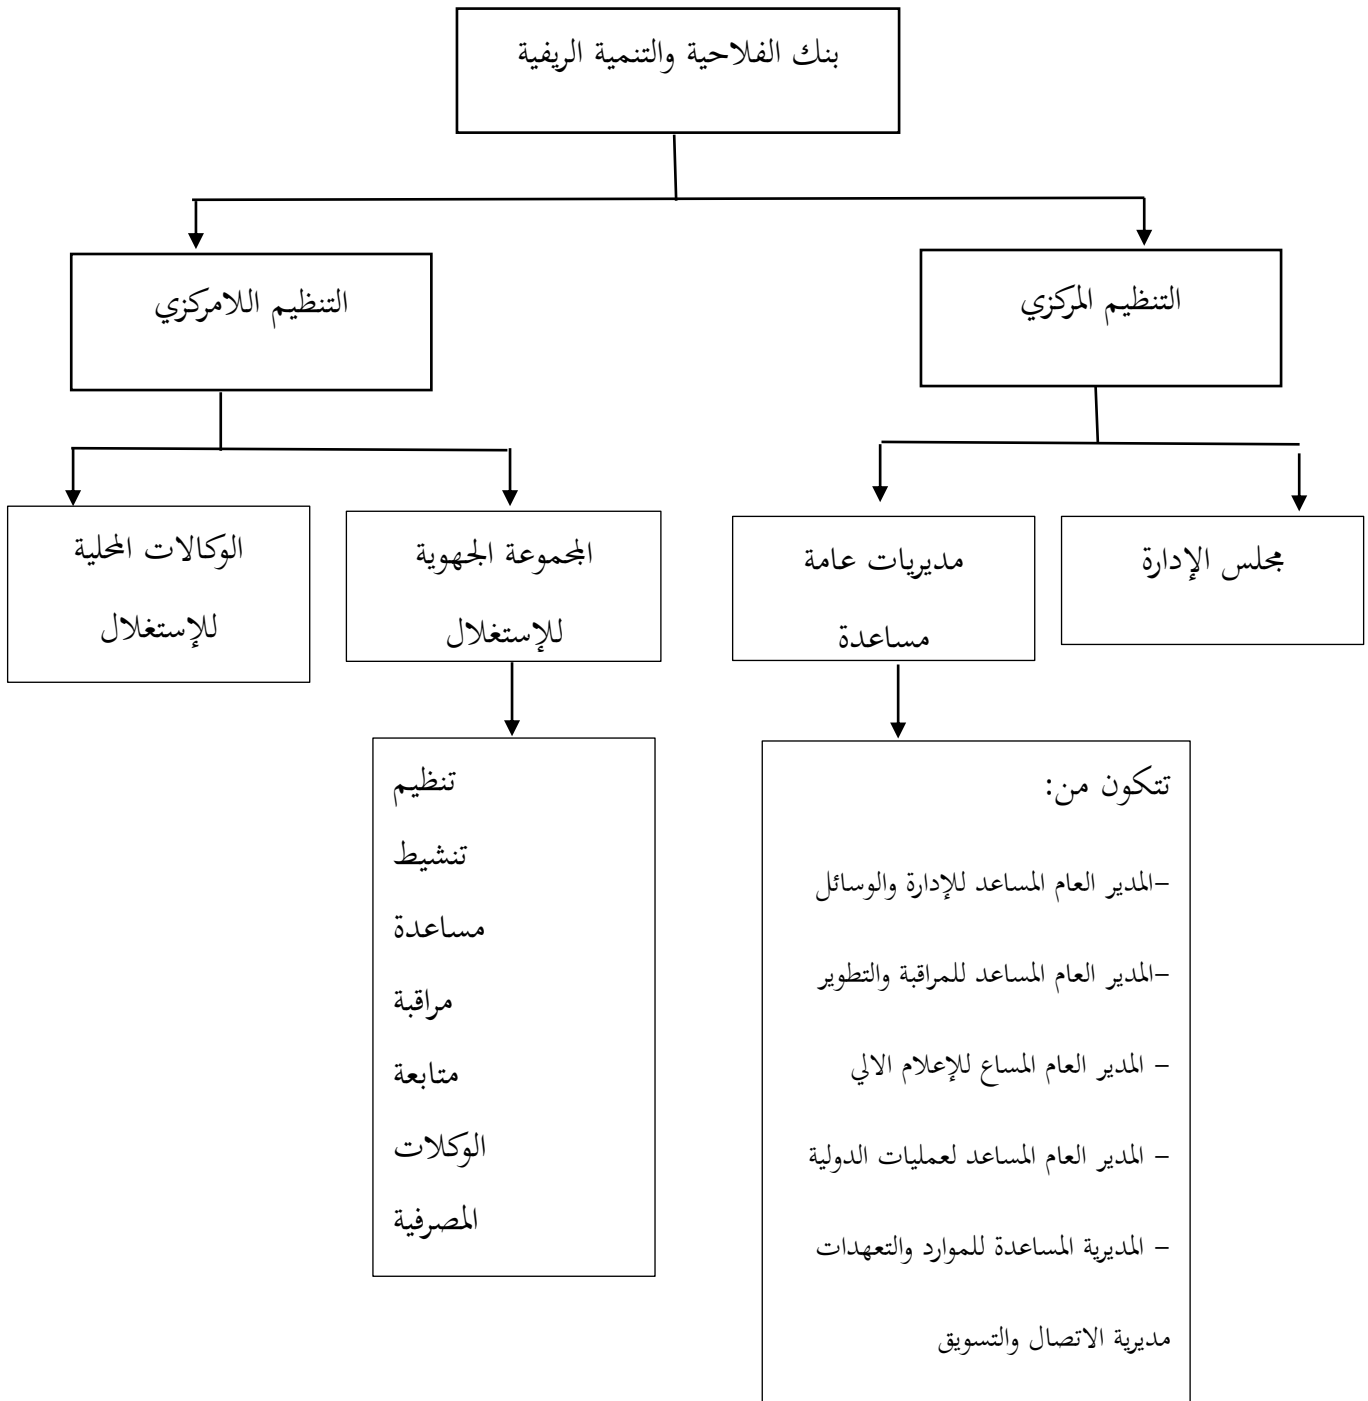 بنك الفلاحية والتنمية الريفية
التنظيم المركزي
التنظيم اللامركزي
مجلس الإدارة
مديريات عامة
مساعدة
المجموعة الجهوية
للإستغلال
الوكالات المحلية
للإستغلال
تتكون من:
-المدير العام المساعد للإدارة والوسائل
-المدير العام المساعد للمراقبة والتطوير
- المدير العام المساع للإعلام الالي
- المدير العام المساعد لعمليات الدولية
- المديرية المساعدة للموارد والتعهدات
مديرية الاتصال والتسويق
تنظيم
تنشيط
مساعدة
مراقبة
متابعة
الوكلات
المصرفية